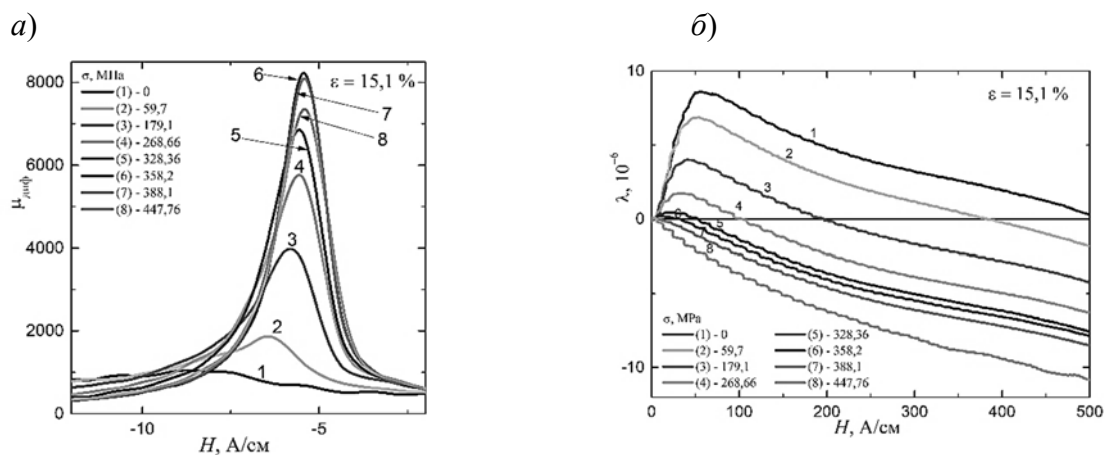 а)
б)
8000
6000
4000
2000
0
μдиф
-10
-5
H, А/см
σ, МПа
(1) - 0
(2) - 59,7
(3) - 179,1
(4) - 268,66
(5) - 328,36
(6) - 358,2
(7) - 388,1
(8) - 447,76
ε = 15,1 %
6
7
8
5
4
3
2
1
10
0
-10
λ, 10⁻⁶
0
100
200
300
400
500
H, А/см
ε = 15,1 %
1
2
3
4
5
6
7
8
σ, MPa
(1) - 0
(2) - 59,7
(3) - 179,1
(4) - 268,66
(5) - 328,36
(6) - 358,2
(7) - 388,1
(8) - 447,76